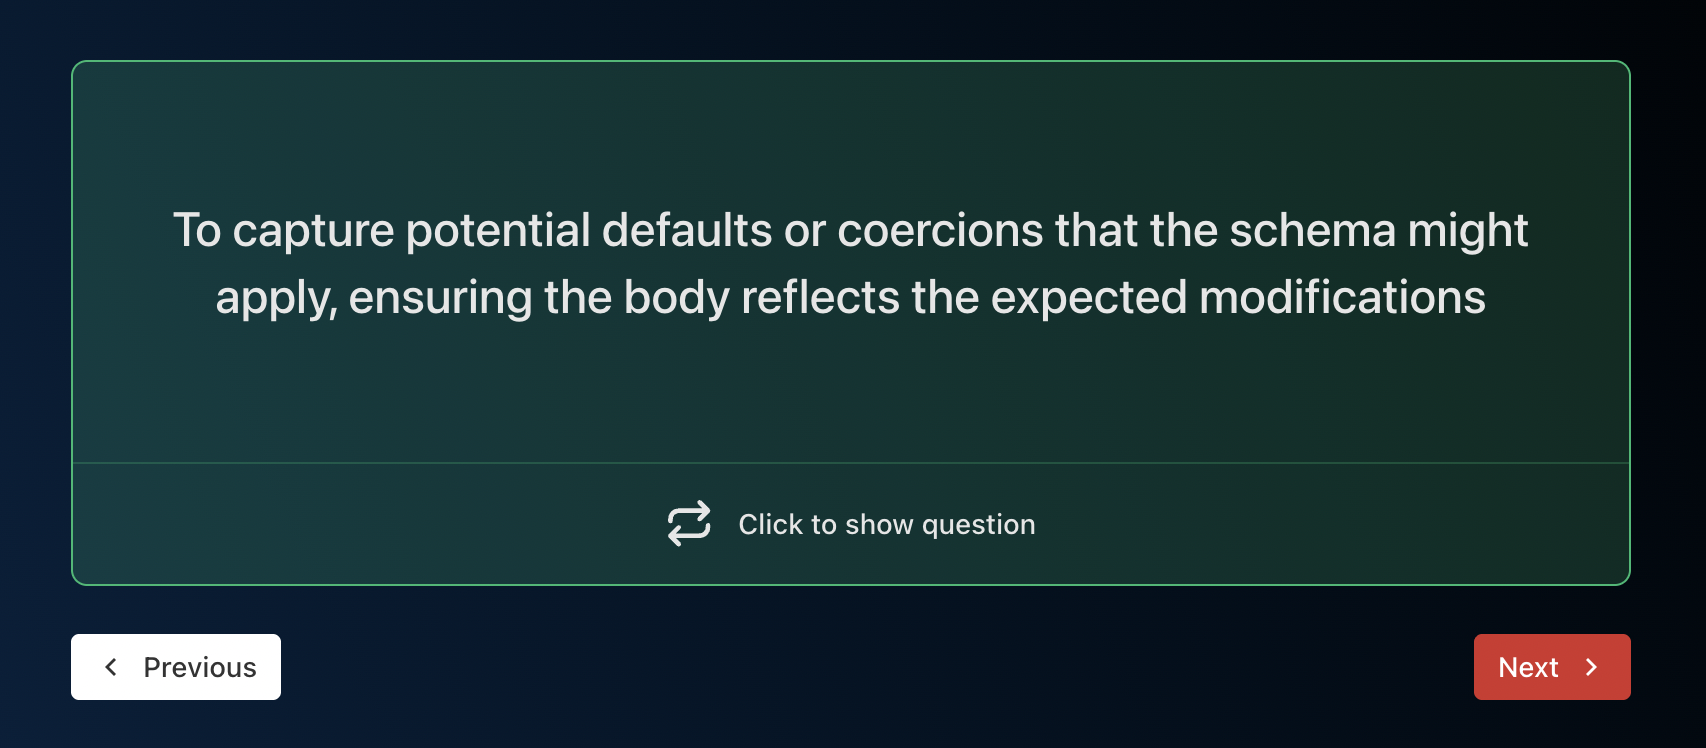 To capture potential defaults or coercions that the schema might
apply, ensuring the body reflects the expected modifications
Click to show question
Previous
Next